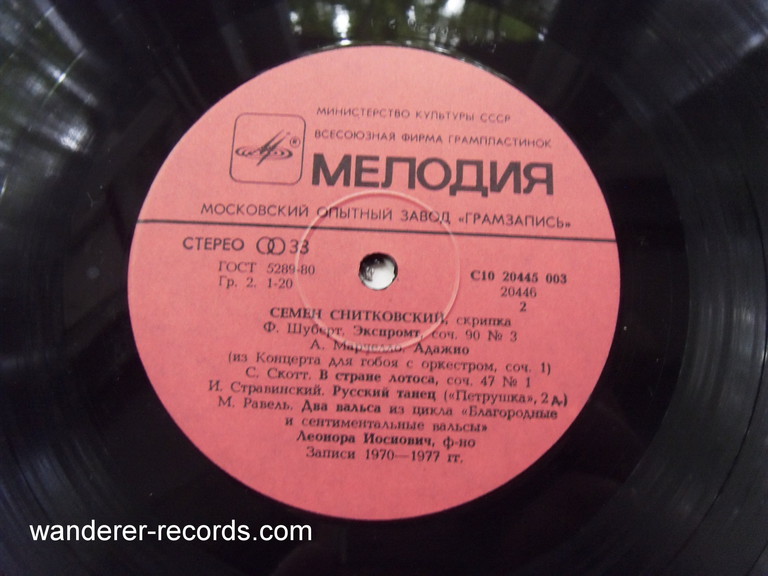 МИНИСТЕРСТВО КУЛЬТУРЫ СССР
ВСЕСОЮЗНАЯ ФИРМА ГРАМПЛАСТИНОК
®
МЕЛОДИЯ
МОСКОВСКИЙ ОПЫТНЫЙ ЗАВОД «ГРАМЗАПИСЬ»
СТЕРЕО 33
ГОСТ 5289-80
Гр. 2. 1-20
С10 20445 003
20446
2
СЕМЕН СНИТКОВСКИЙ, скрипка
Ф. Шуберт. Экспромт, соч. 90 № 3
А. Марчелло. Адажио
(из Концерта для гобоя с оркестром, соч. 1)
С. Скотт. В стране лотоса, соч. 47 № 1
И. Стравинский. Русский танец («Петрушка», 2 д.)
М. Равель. Два вальса из цикла «Благородные
и сентиментальные вальсы»
Леонора Иосиович, ф-но
Записи 1970—1977 гг.
wanderer-records.com